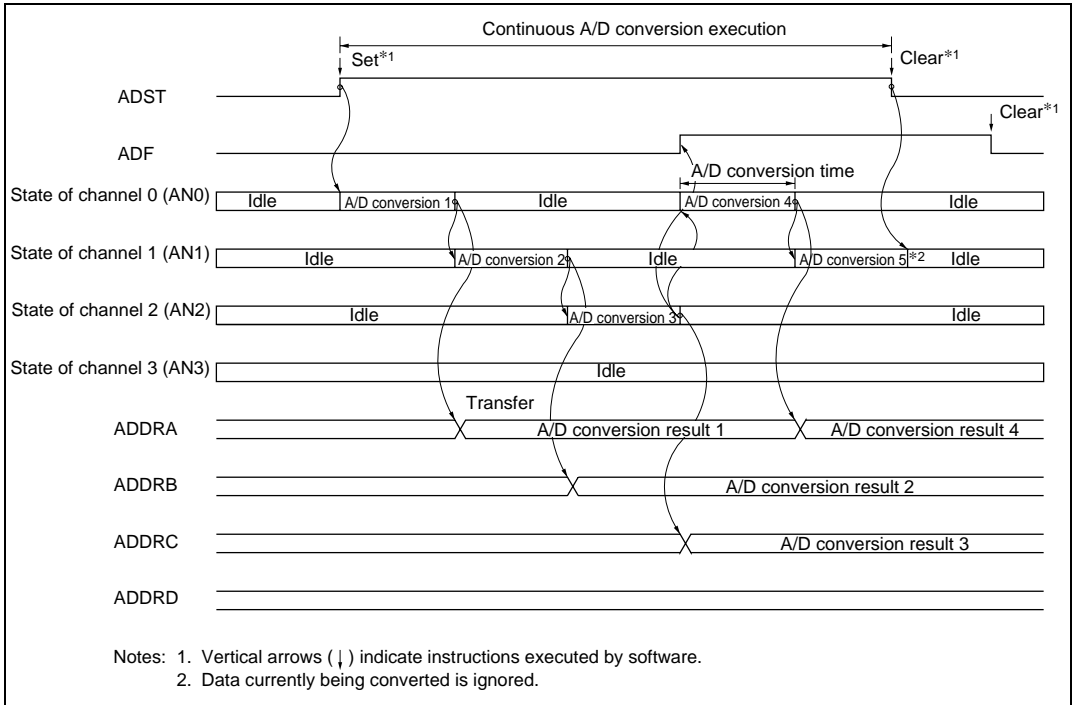 Continuous A/D conversion execution
Set*1
Clear*1
ADST
Clear*1
ADF
A/D conversion time
State of channel 0 (AN0)
Idle
A/D conversion 1
Idle
A/D conversion 4
Idle
State of channel 1 (AN1)
Idle
A/D conversion 2
Idle
A/D conversion 5
*2
Idle
State of channel 2 (AN2)
Idle
A/D conversion 3
Idle
State of channel 3 (AN3)
Idle
Transfer
ADDRA
A/D conversion result 1
A/D conversion result 4
ADDRB
A/D conversion result 2
ADDRC
A/D conversion result 3
ADDRD
Notes: 1. Vertical arrows (↓) indicate instructions executed by software.
2. Data currently being converted is ignored.